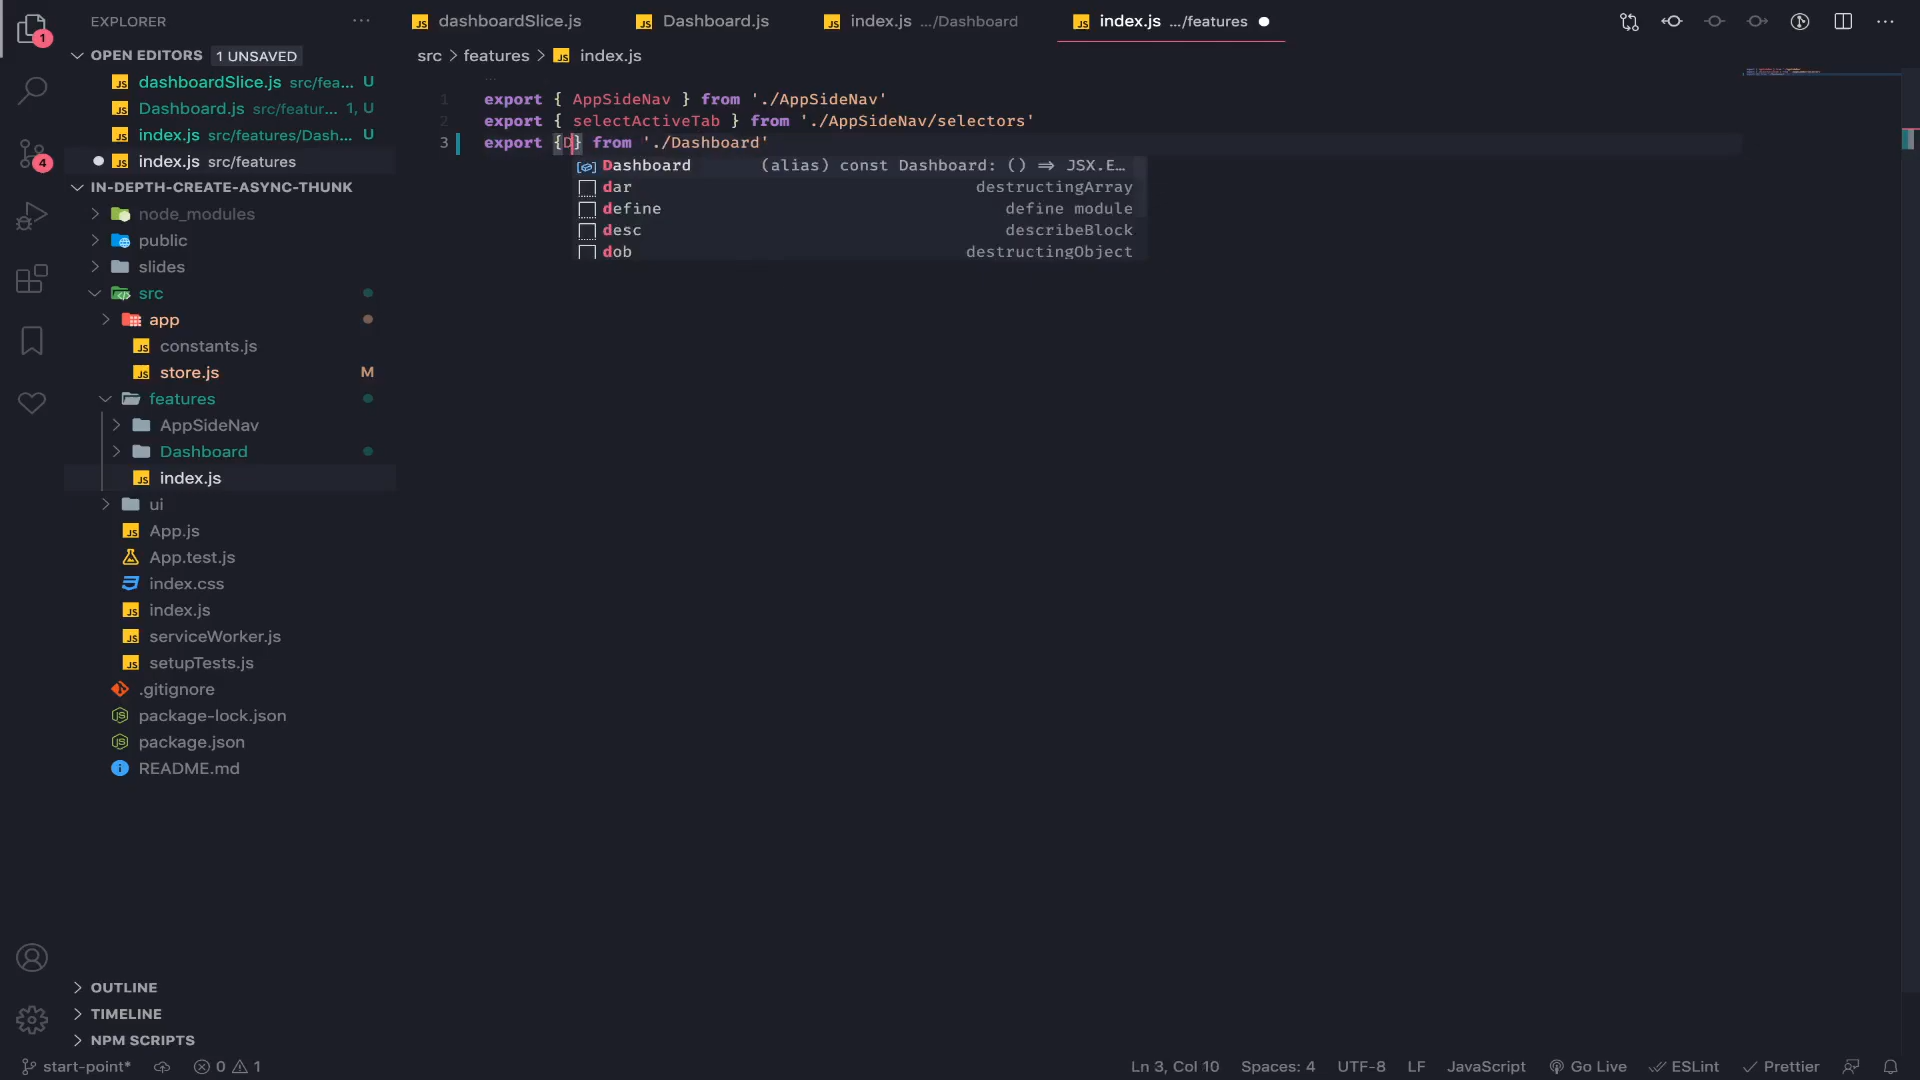 EXPLORER
dashboardSlice.js
Dashboard.js
index.js .../Dashboard
index.js .../features
OPEN EDITORS 1 UNSAVED
dashboardSlice.js src/fea... U
Dashboard.js src/featur... 1, U
index.js src/features/Dash... U
index.js src/features
IN-DEPTH-CREATE-ASYNC-THUNK
node_modules
public
slides
src
app
constants.js
store.js M
features
AppSideNav
Dashboard
index.js
ui
App.js
App.test.js
index.css
index.js
serviceWorker.js
setupTests.js
.gitignore
package-lock.json
package.json
README.md
OUTLINE
TIMELINE
NPM SCRIPTS
1
4
src > features > index.js
1 export { AppSideNav } from './AppSideNav'
2 export { selectActiveTab } from './AppSideNav/selectors'
3 export {D} from './Dashboard'
Dashboard (alias) const Dashboard: () ⇒ JSX.E...
dar destructingArray
define define module
desc describeBlock
dob destructingObject
start-point* 0 1
Ln 3, Col 10 Spaces: 4 UTF-8 LF JavaScript Go Live ESLint Prettier